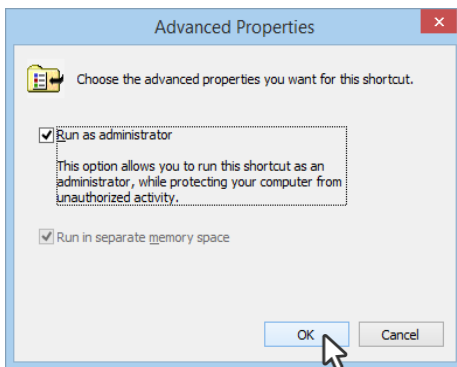 Advanced Properties
Choose the advanced properties you want for this shortcut.
Run as administrator
This option allows you to run this shortcut as an
administrator, while protecting your computer from
unauthorized activity.
Run in separate memory space
OK
Cancel